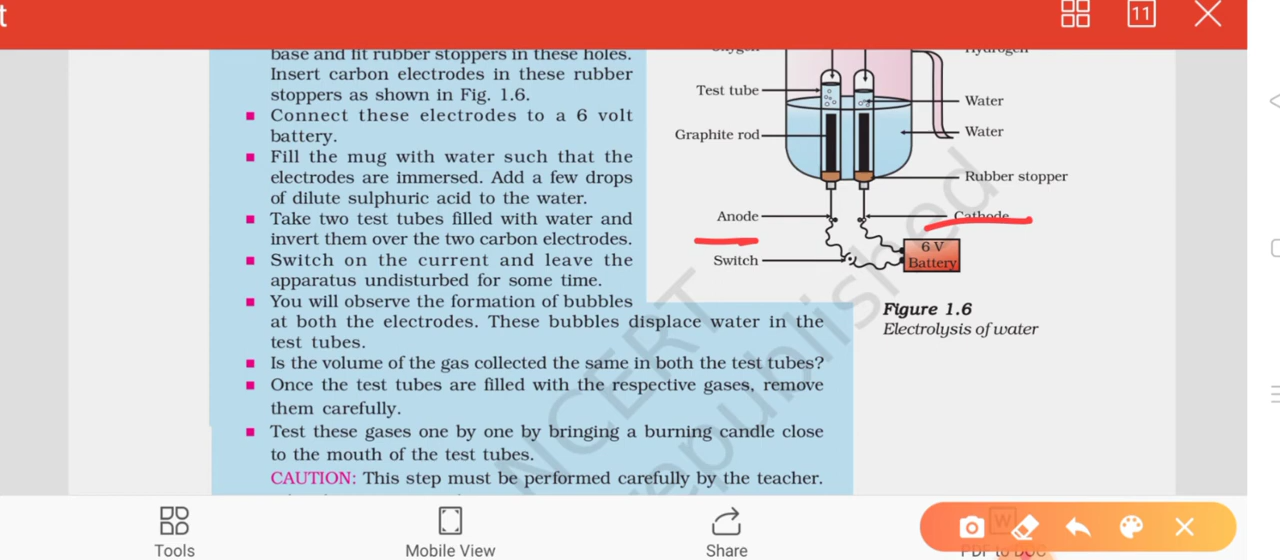 t
11
base and fit rubber stoppers in these holes.
Insert carbon electrodes in these rubber
stoppers as shown in Fig. 1.6.
■ Connect these electrodes to a 6 volt
battery.
■ Fill the mug with water such that the
electrodes are immersed. Add a few drops
of dilute sulphuric acid to the water.
■ Take two test tubes filled with water and
invert them over the two carbon electrodes.
■ Switch on the current and leave the
apparatus undisturbed for some time.
■ You will observe the formation of bubbles
at both the electrodes. These bubbles displace water in the
test tubes.
■ Is the volume of the gas collected the same in both the test tubes?
■ Once the test tubes are filled with the respective gases, remove
them carefully.
■ Test these gases one by one by bringing a burning candle close
to the mouth of the test tubes.
CAUTION: This step must be performed carefully by the teacher.
Oxygen
Hydrogen
Test tube
Water
Graphite rod
Water
Rubber stopper
Anode
Cathode
Switch
6 V
Battery
Figure 1.6
Electrolysis of water
NCERT
republished
Tools
Mobile View
Share
PDF to DOC
W